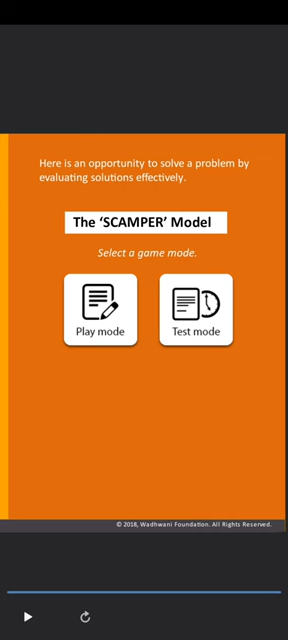 Here is an opportunity to solve a problem by
evaluating solutions effectively.
The ‘SCAMPER’ Model
Select a game mode.
Play mode
Test mode
© 2018, Wadhwani Foundation. All Rights Reserved.